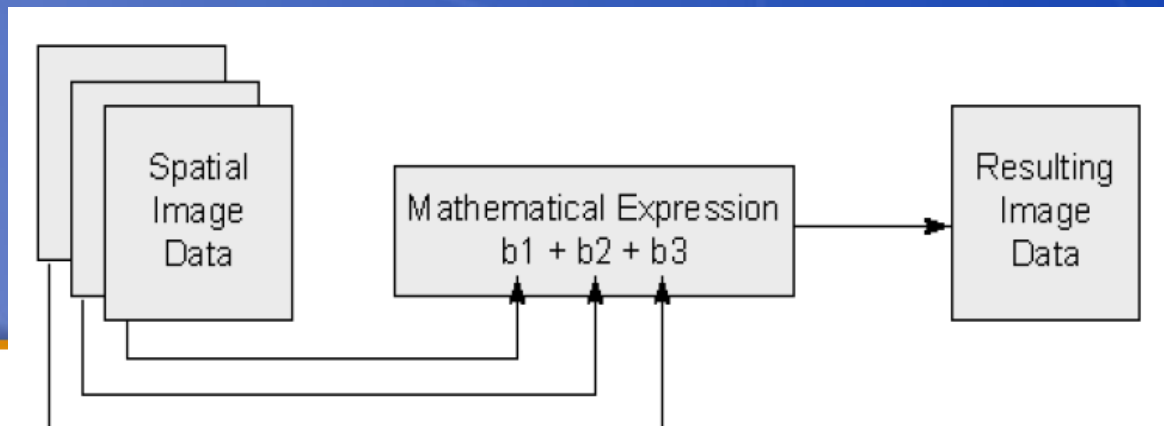 Spatial
Image
Data
Mathematical Expression
b1 + b2 + b3
Resulting
Image
Data